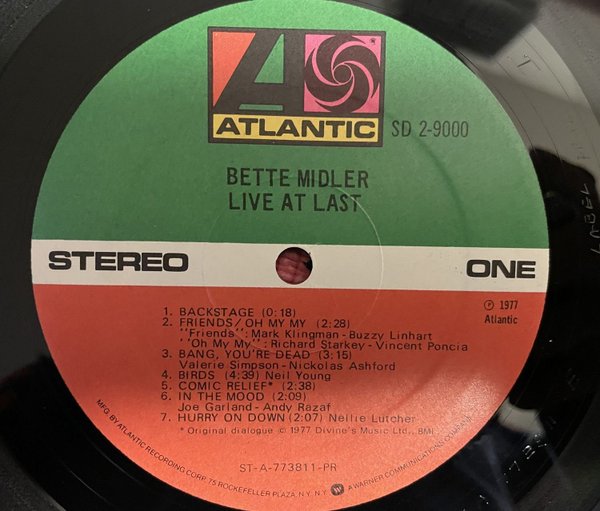 ATLANTIC
SD 2-9000
BETTE MIDLER
LIVE AT LAST
STEREO
ONE
℗ 1977
Atlantic
1. BACKSTAGE (0:18)
2. FRIENDS/OH MY MY (2:28)
"Friends": Mark Klingman-Buzzy Linhart
"Oh My My": Richard Starkey-Vincent Poncia
3. BANG, YOU'RE DEAD (3:15)
Valerie Simpson-Nickolas Ashford
4. BIRDS (4:39) Neil Young
5. COMIC RELIEF* (2:38)
6. IN THE MOOD (2:09)
Joe Garland-Andy Razaf
7. HURRY ON DOWN (2:07) Nellie Lutcher
* Original dialogue © 1977 Divine's Music Ltd., BMI
ST-A-773811-PR
MFG. BY ATLANTIC RECORDING CORP. 75 ROCKEFELLER PLAZA, N.Y. N.Y. A WARNER COMMUNICATIONS COMPANY
LABEL